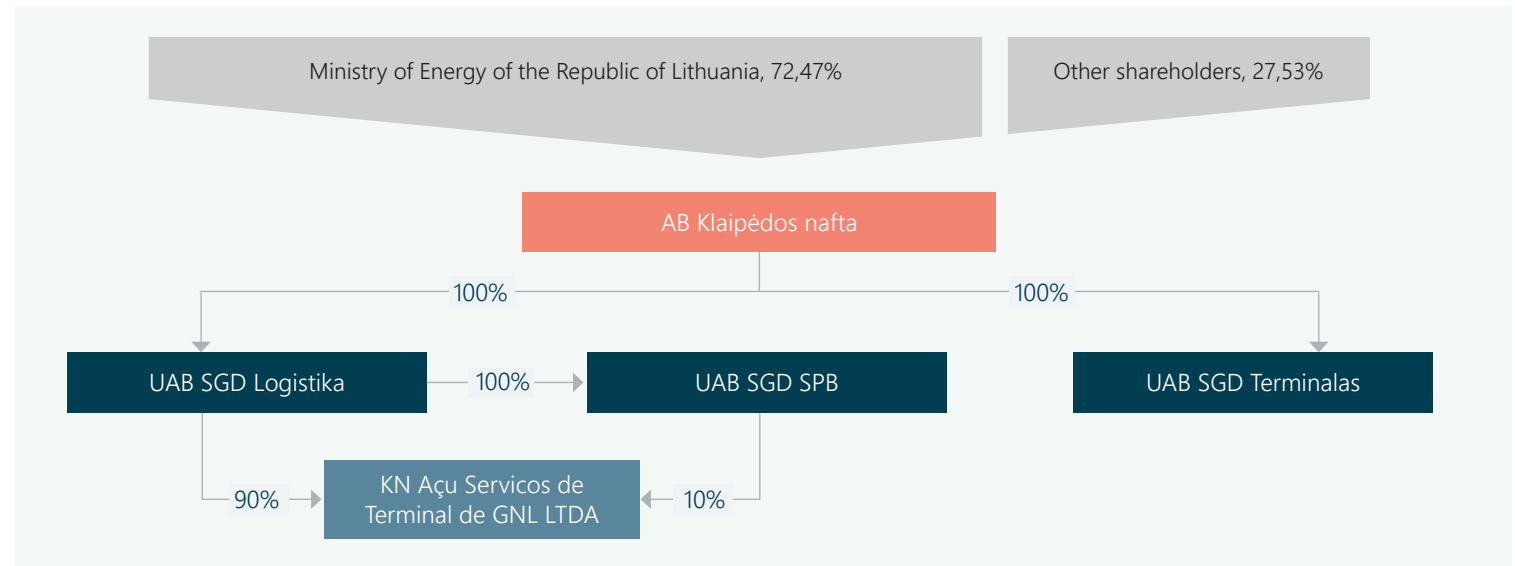 Ministry of Energy of the Republic of Lithuania, 72,47%
Other shareholders, 27,53%
AB Klaipėdos nafta
100%
100%
UAB SGD Logistika
100%
UAB SGD SPB
UAB SGD Terminalas
90%
KN Açu Servicos de
Terminal de GNL LTDA
10%